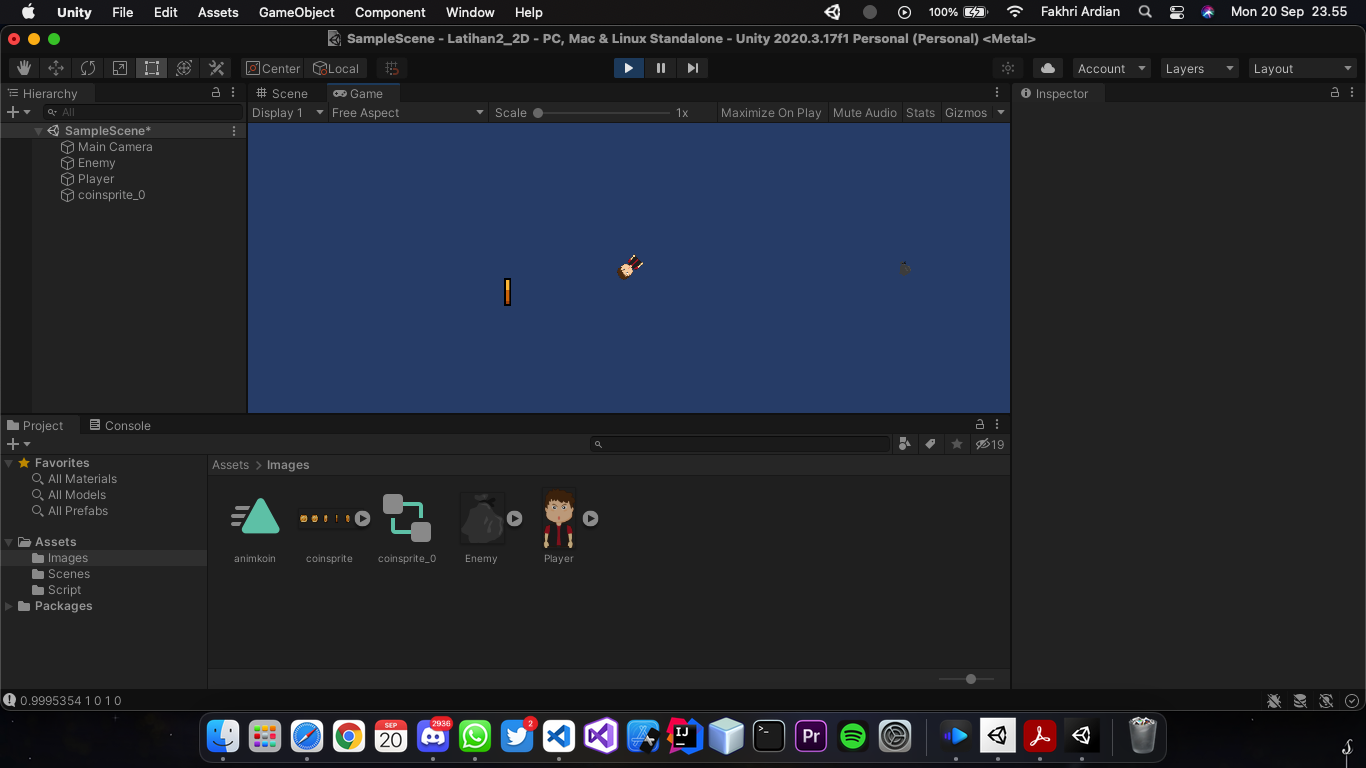 Unity File Edit Assets GameObject Component Window Help 100% Fakhri Ardian Mon 20 Sep 23.55
SampleScene - Latihan2_2D - PC, Mac & Linux Standalone - Unity 2020.3.17f1 Personal (Personal) <Metal>
Center Local Account Layers Layout
Hierarchy Scene Game Inspector
All Display 1 Free Aspect Scale 1x Maximize On Play Mute Audio Stats Gizmos
SampleScene*
Main Camera
Enemy
Player
coinsprite_0
Project Console
19
Favorites Assets > Images
All Materials
All Models
All Prefabs
Assets
Images
Scenes
Script
Packages
animkoin coinsprite coinsprite_0 Enemy Player
0.9995354 1 0 1 0
SEP
20
2936
2
IJ
Pr